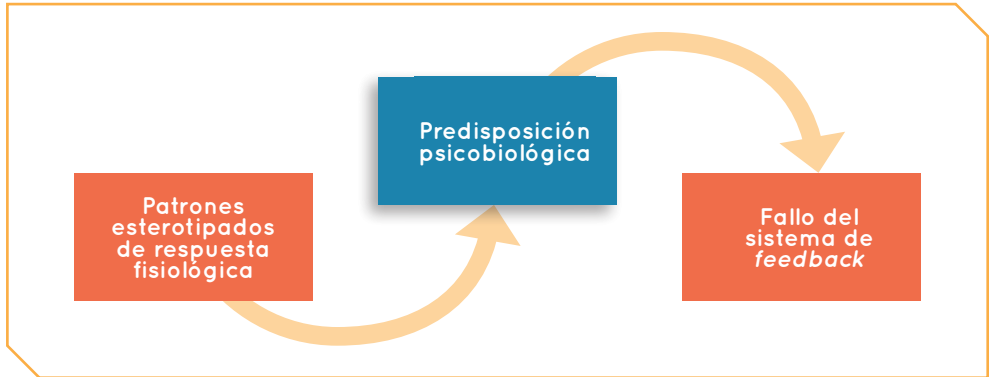 Patrones
esterotipados
de respuesta
fisiológica
Predisposición
psicobiológica
Fallo del
sistema de
feedback